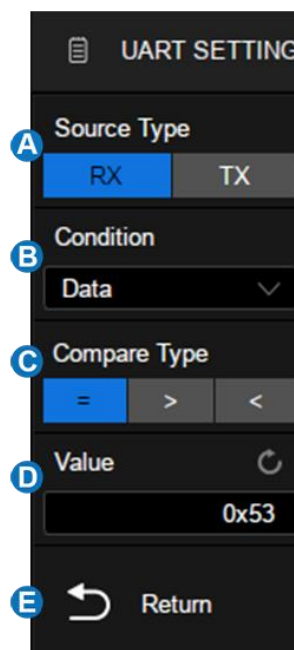 UART SETTING
A
Source Type
RX TX
B
Condition
Data
C
Compare Type
= > <
D
Value
0x53
E
Return